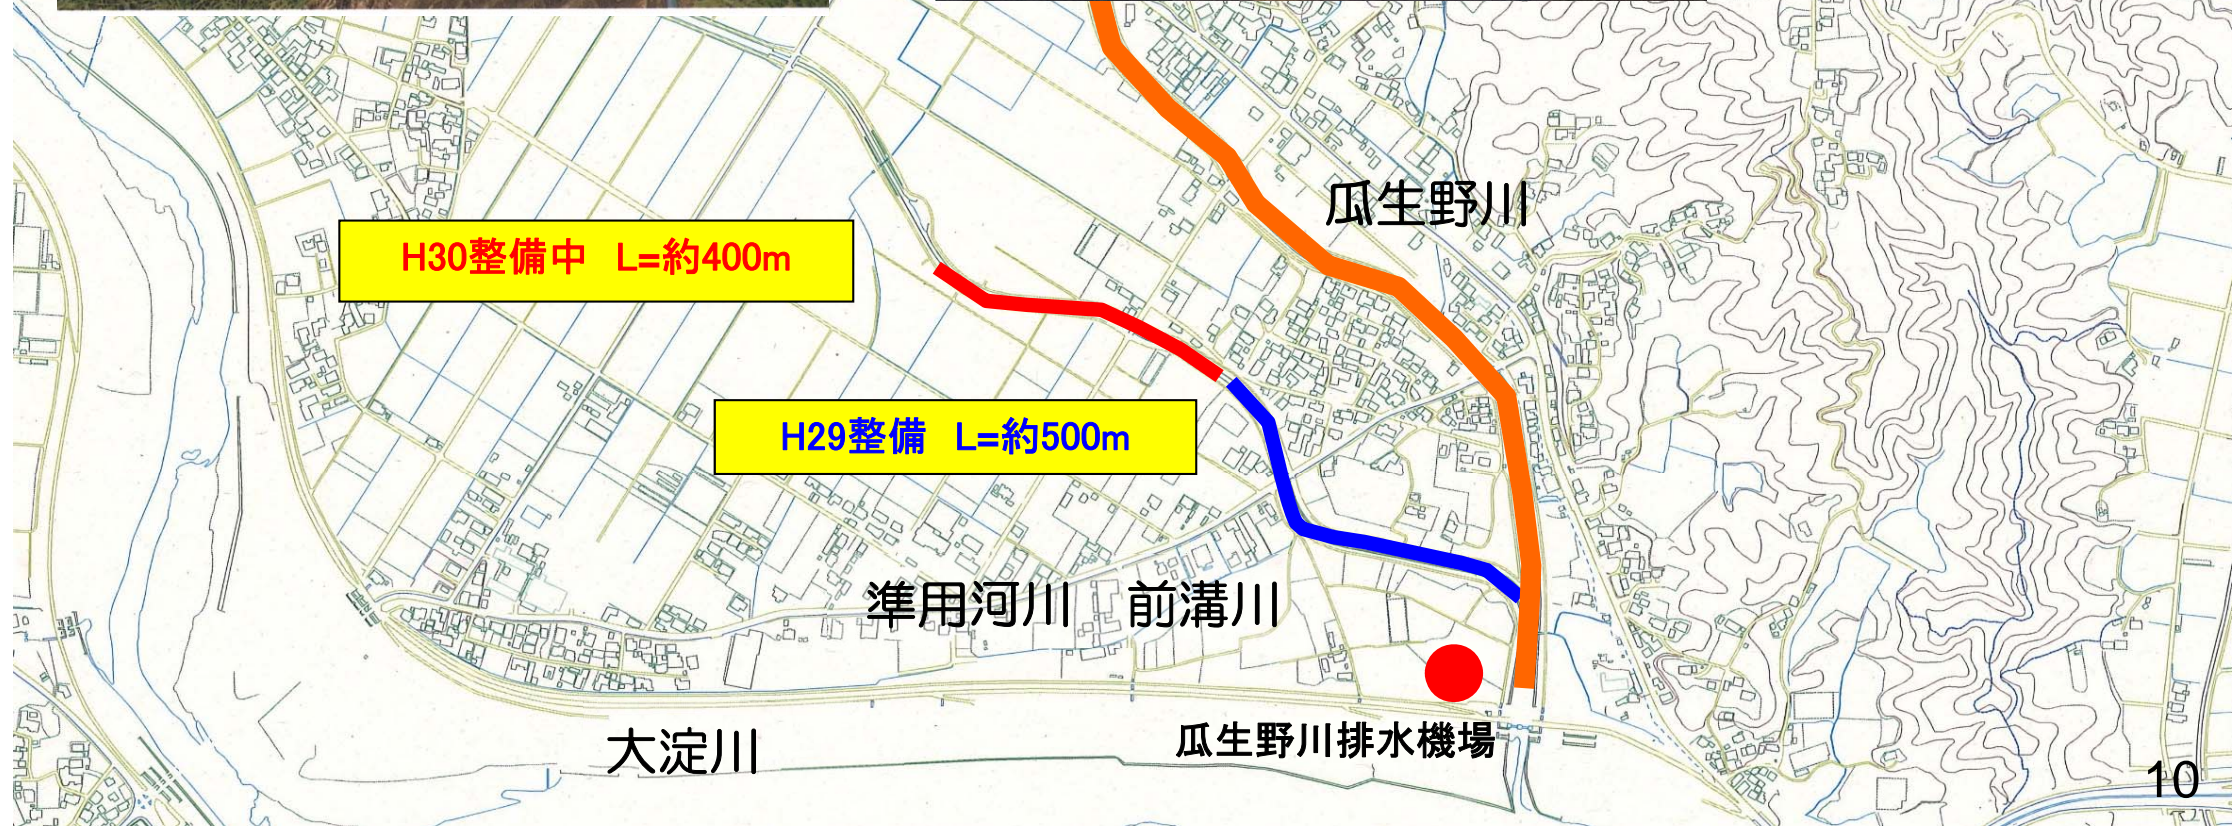 瓜生野川
H30整備中　L=約400m
H29整備　L=約500m
準用河川　前溝川
大淀川
瓜生野川排水機場
10